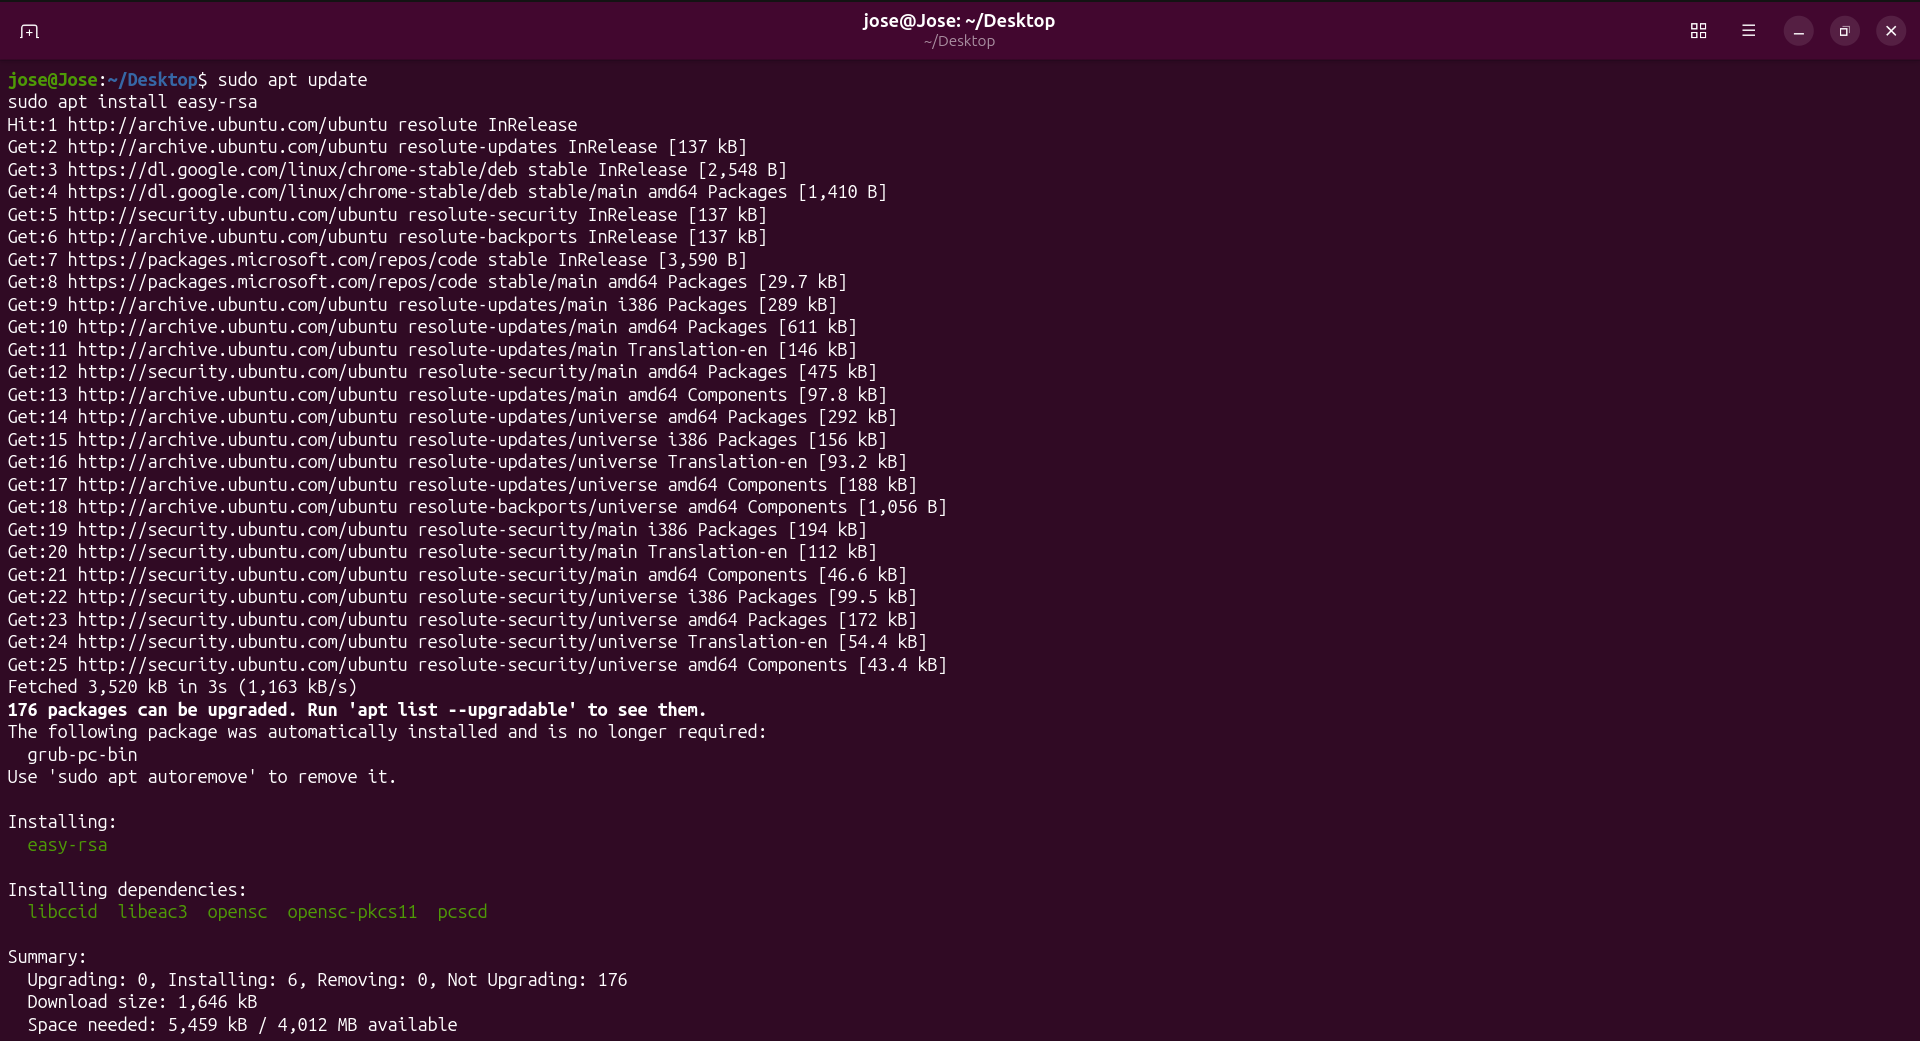 jose@Jose: ~/Desktop
~/Desktop
jose@Jose:~/Desktop$ sudo apt update
sudo apt install easy-rsa
Hit:1 http://archive.ubuntu.com/ubuntu resolute InRelease
Get:2 http://archive.ubuntu.com/ubuntu resolute-updates InRelease [137 kB]
Get:3 https://dl.google.com/linux/chrome-stable/deb stable InRelease [2,548 B]
Get:4 https://dl.google.com/linux/chrome-stable/deb stable/main amd64 Packages [1,410 B]
Get:5 http://security.ubuntu.com/ubuntu resolute-security InRelease [137 kB]
Get:6 http://archive.ubuntu.com/ubuntu resolute-backports InRelease [137 kB]
Get:7 https://packages.microsoft.com/repos/code stable InRelease [3,590 B]
Get:8 https://packages.microsoft.com/repos/code stable/main amd64 Packages [29.7 kB]
Get:9 http://archive.ubuntu.com/ubuntu resolute-updates/main i386 Packages [289 kB]
Get:10 http://archive.ubuntu.com/ubuntu resolute-updates/main amd64 Packages [611 kB]
Get:11 http://archive.ubuntu.com/ubuntu resolute-updates/main Translation-en [146 kB]
Get:12 http://security.ubuntu.com/ubuntu resolute-security/main amd64 Packages [475 kB]
Get:13 http://archive.ubuntu.com/ubuntu resolute-updates/main amd64 Components [97.8 kB]
Get:14 http://archive.ubuntu.com/ubuntu resolute-updates/universe amd64 Packages [292 kB]
Get:15 http://archive.ubuntu.com/ubuntu resolute-updates/universe i386 Packages [156 kB]
Get:16 http://archive.ubuntu.com/ubuntu resolute-updates/universe Translation-en [93.2 kB]
Get:17 http://archive.ubuntu.com/ubuntu resolute-updates/universe amd64 Components [188 kB]
Get:18 http://archive.ubuntu.com/ubuntu resolute-backports/universe amd64 Components [1,056 B]
Get:19 http://security.ubuntu.com/ubuntu resolute-security/main i386 Packages [194 kB]
Get:20 http://security.ubuntu.com/ubuntu resolute-security/main Translation-en [112 kB]
Get:21 http://security.ubuntu.com/ubuntu resolute-security/main amd64 Components [46.6 kB]
Get:22 http://security.ubuntu.com/ubuntu resolute-security/universe i386 Packages [99.5 kB]
Get:23 http://security.ubuntu.com/ubuntu resolute-security/universe amd64 Packages [172 kB]
Get:24 http://security.ubuntu.com/ubuntu resolute-security/universe Translation-en [54.4 kB]
Get:25 http://security.ubuntu.com/ubuntu resolute-security/universe amd64 Components [43.4 kB]
Fetched 3,520 kB in 3s (1,163 kB/s)
176 packages can be upgraded. Run 'apt list --upgradable' to see them.
The following package was automatically installed and is no longer required:
  grub-pc-bin
Use 'sudo apt autoremove' to remove it.

Installing:
  easy-rsa

Installing dependencies:
  libccid  libeac3  opensc  opensc-pkcs11  pcscd

Summary:
  Upgrading: 0, Installing: 6, Removing: 0, Not Upgrading: 176
  Download size: 1,646 kB
  Space needed: 5,459 kB / 4,012 MB available